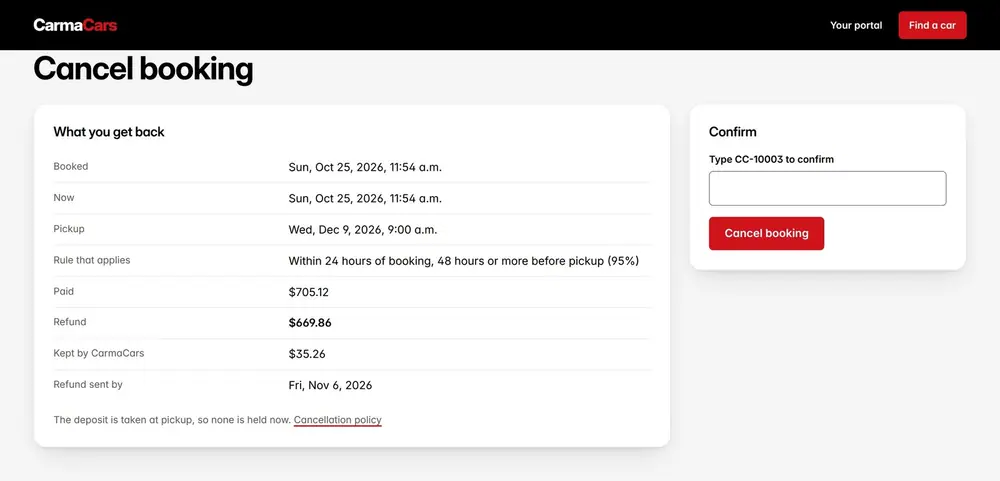 CarmaCars
Your portal
Find a car
Cancel booking
What you get back
Booked Sun, Oct 25, 2026, 11:54 a.m.
Now Sun, Oct 25, 2026, 11:54 a.m.
Pickup Wed, Dec 9, 2026, 9:00 a.m.
Rule that applies Within 24 hours of booking, 48 hours or more before pickup (95%)
Paid $705.12
Refund $669.86
Kept by CarmaCars $35.26
Refund sent by Fri, Nov 6, 2026
The deposit is taken at pickup, so none is held now. Cancellation policy
Confirm
Type CC-10003 to confirm
Cancel booking